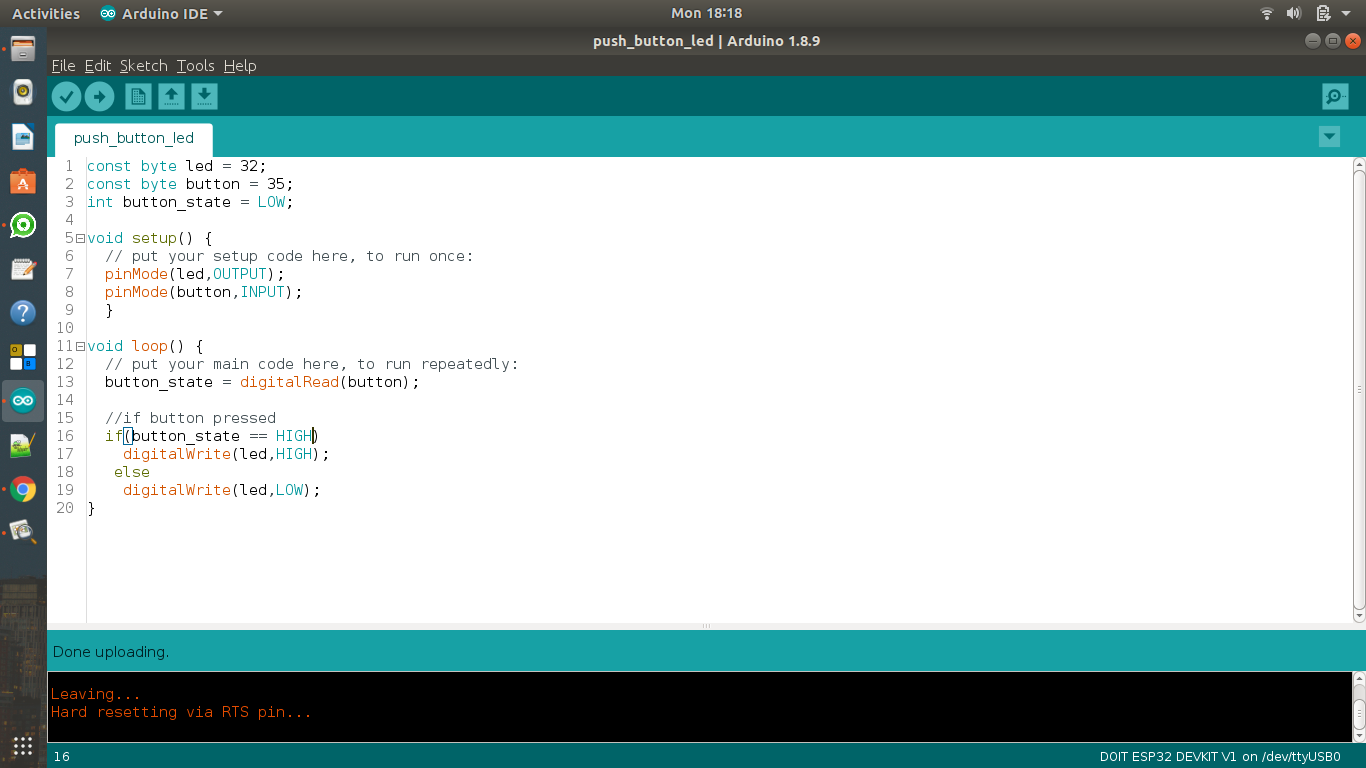 Activities Arduino IDE Mon 18:18
push_button_led | Arduino 1.8.9
File Edit Sketch Tools Help
push_button_led
1 const byte led = 32;
2 const byte button = 35;
3 int button_state = LOW;
4
5 void setup() {
6 // put your setup code here, to run once:
7 pinMode(led,OUTPUT);
8 pinMode(button,INPUT);
9 }
10
11 void loop() {
12 // put your main code here, to run repeatedly:
13 button_state = digitalRead(button);
14
15 //if button pressed
16 if(button_state == HIGH)
17 digitalWrite(led,HIGH);
18 else
19 digitalWrite(led,LOW);
20 }
Done uploading.
Leaving...
Hard resetting via RTS pin...
16 DOIT ESP32 DEVKIT V1 on /dev/ttyUSB0